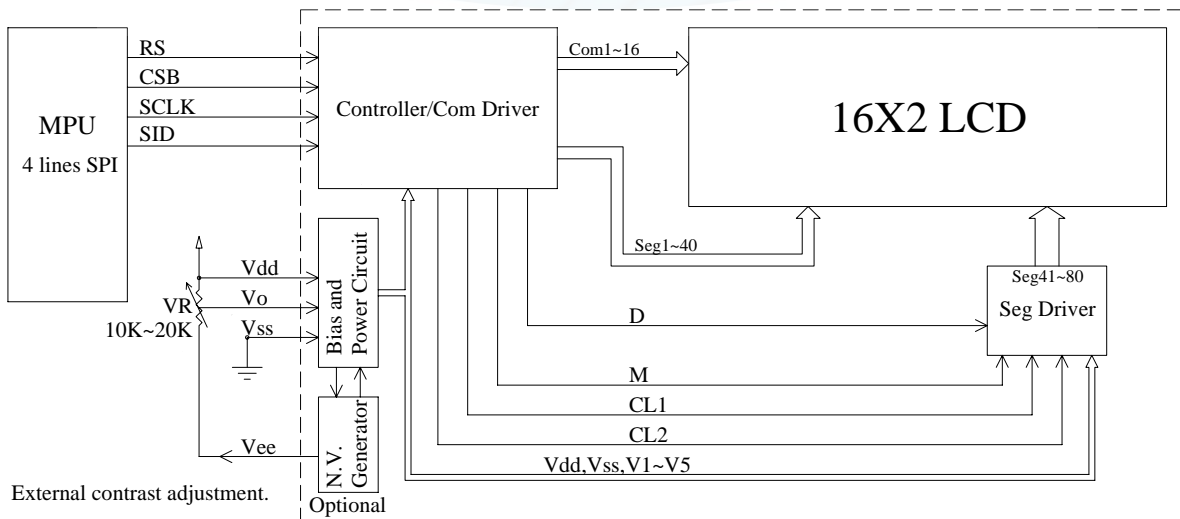 RS
CSB
SCLK
SID
MPU
4 lines SPI
Controller/Com Driver
Com1~16
16X2 LCD
Seg1~40
Seg41~80
Seg Driver
Vdd
Vo
Vss
VR
10K~20K
Bias and
Power Circuit
D
M
CL1
CL2
Vdd,Vss,V1~V5
Vee
N.V.
Generator
Optional
External contrast adjustment.